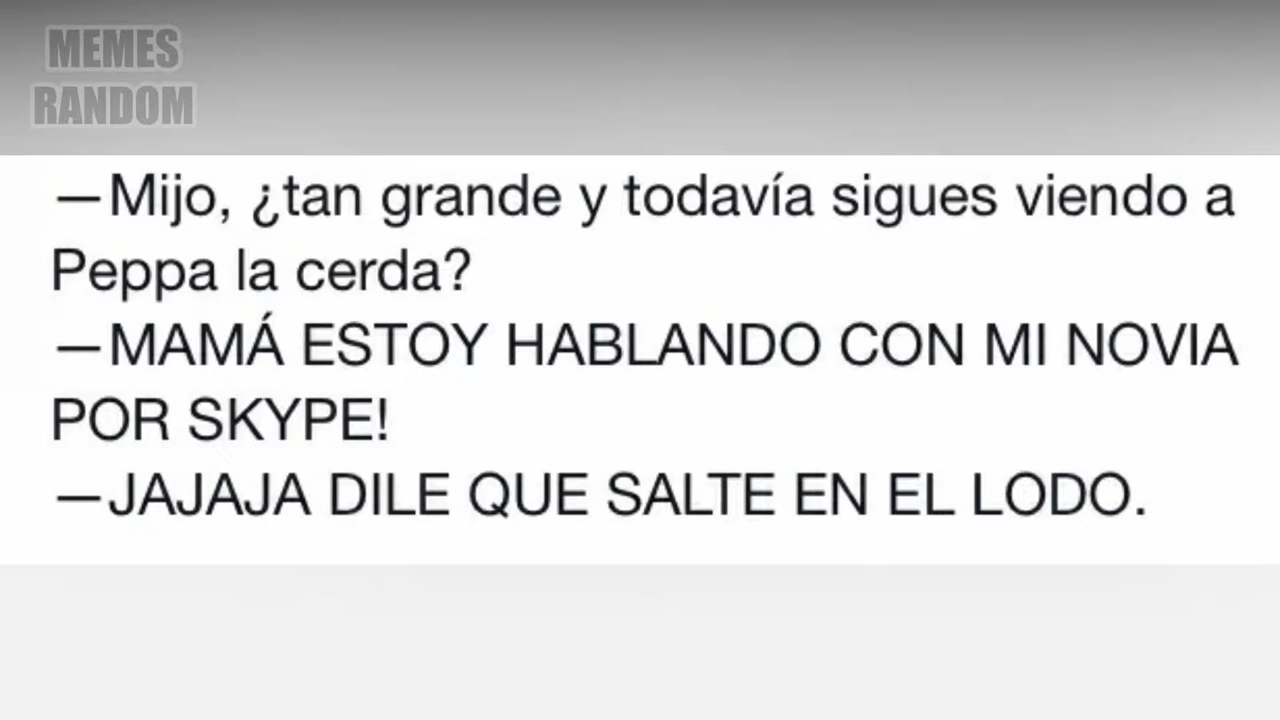 MEMES
RANDOM
—Mijo, ¿tan grande y todavía sigues viendo a
Peppa la cerda?
—MAMÁ ESTOY HABLANDO CON MI NOVIA
POR SKYPE!
—JAJAJA DILE QUE SALTE EN EL LODO.